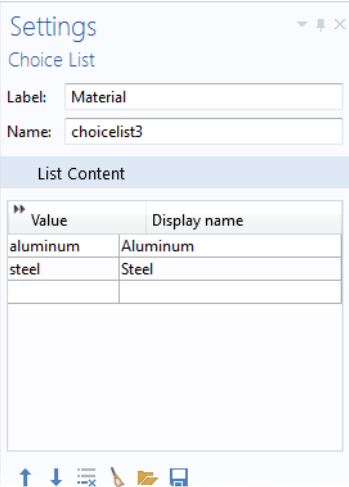 Settings
Choice List
Label: Material
Name: choicelist3
List Content
Value Display name
aluminum Aluminum
steel Steel